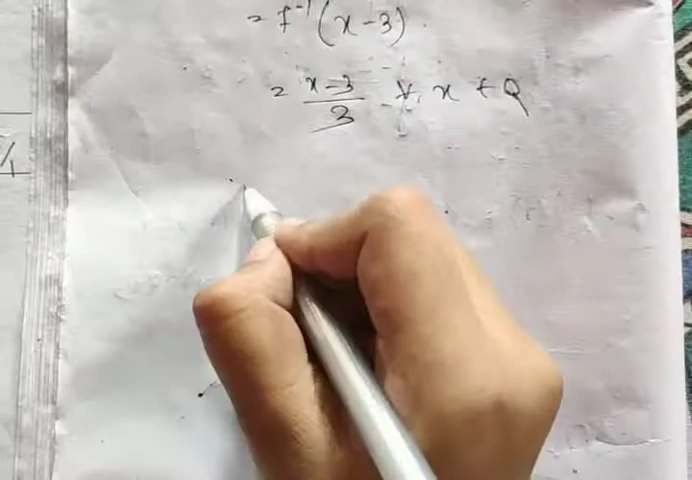 = f⁻¹(x-3).
= x-3/3 ∀ x ∈ Q